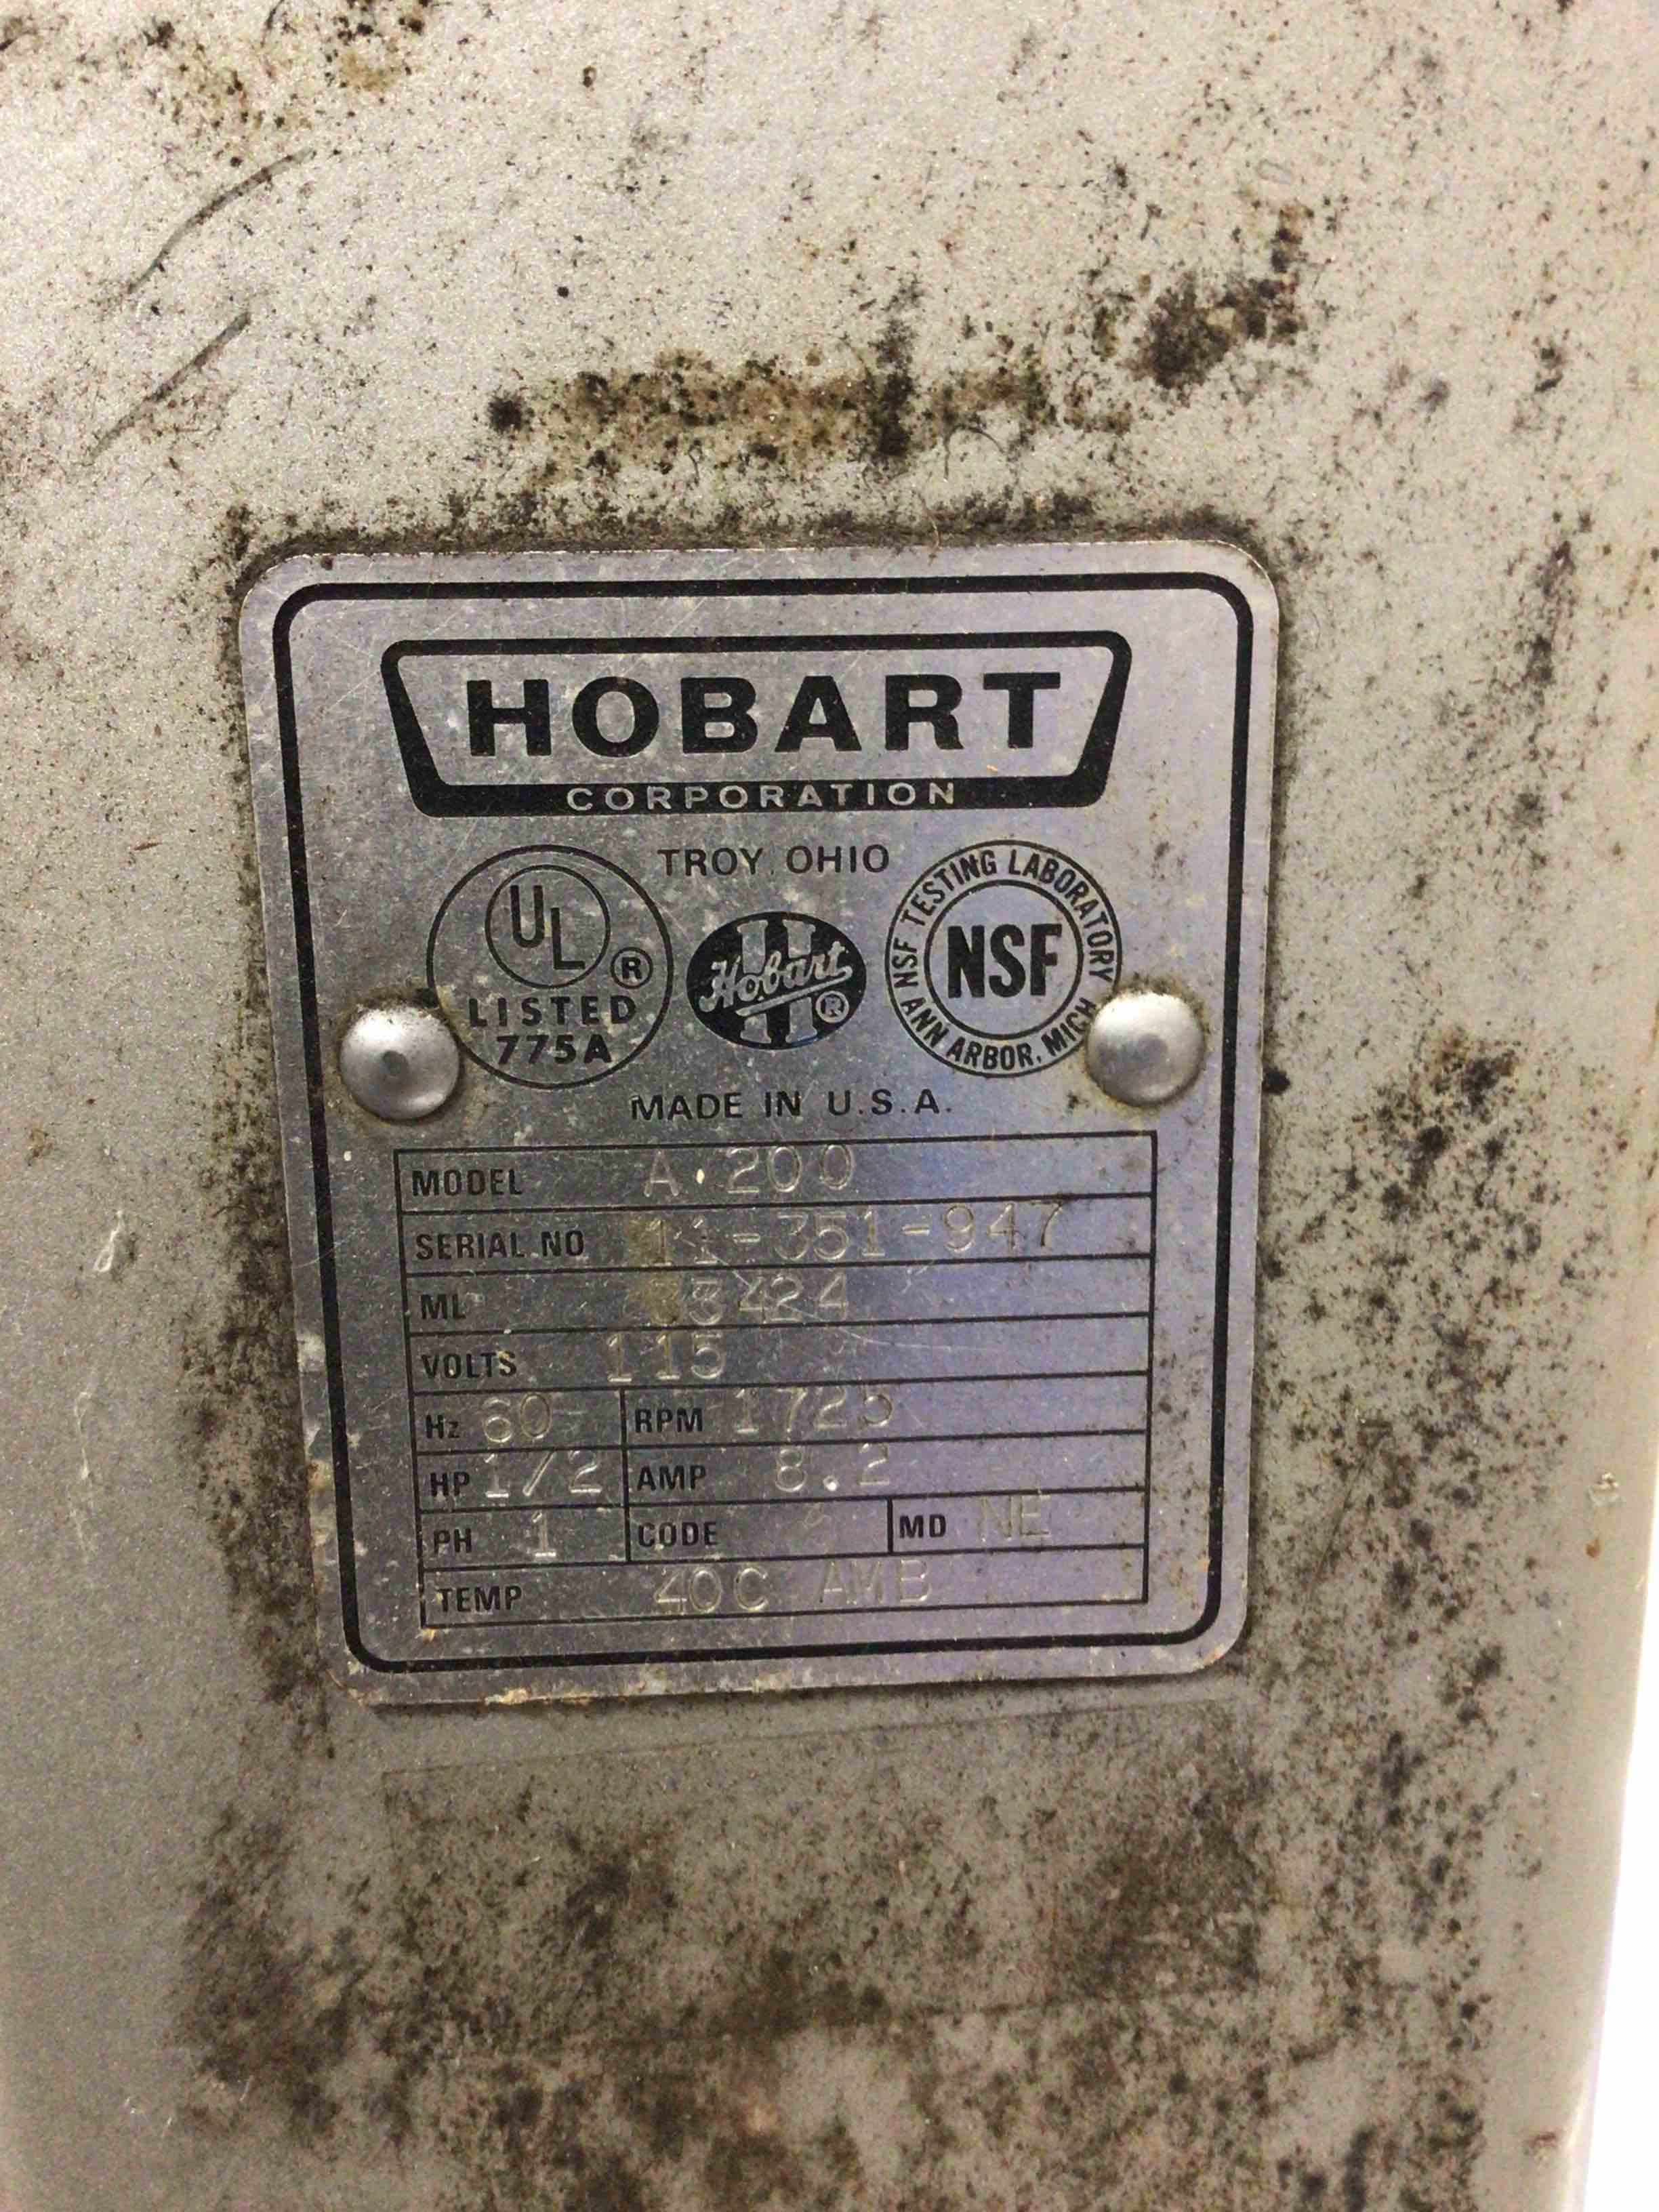 HOBART
CORPORATION
TROY, OHIO
UL ®
LISTED
775A
Hobart ®
NSF TESTING LABORATORY
NSF
ANN ARBOR, MICH
MADE IN U.S.A.
MODEL A-200
SERIAL NO 11-351-947
ML 33424
VOLTS 115
Hz 60 RPM 1725
HP 1/2 AMP 8.2
PH 1 CODE MD NE
TEMP 40C AMB